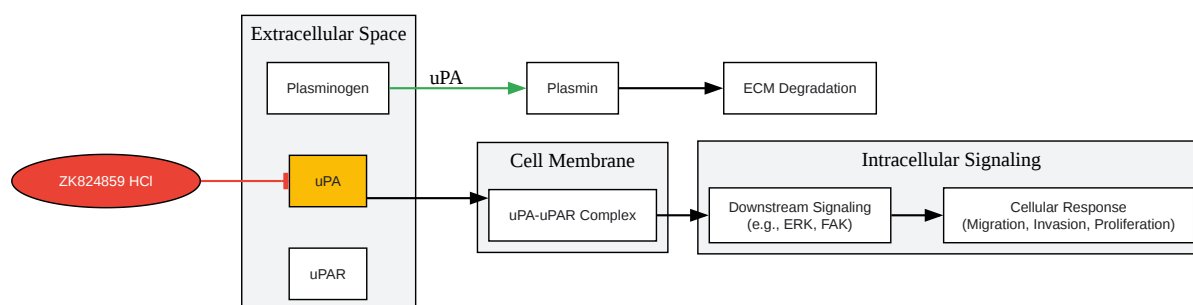 Extracellular Space
Plasminogen
uPA
Plasmin
ECM Degradation
ZK824859 HCl
uPA
uPAR
Cell Membrane
uPA-uPAR Complex
Intracellular Signaling
Downstream Signaling
(e.g., ERK, FAK)
Cellular Response
(Migration, Invasion, Proliferation)